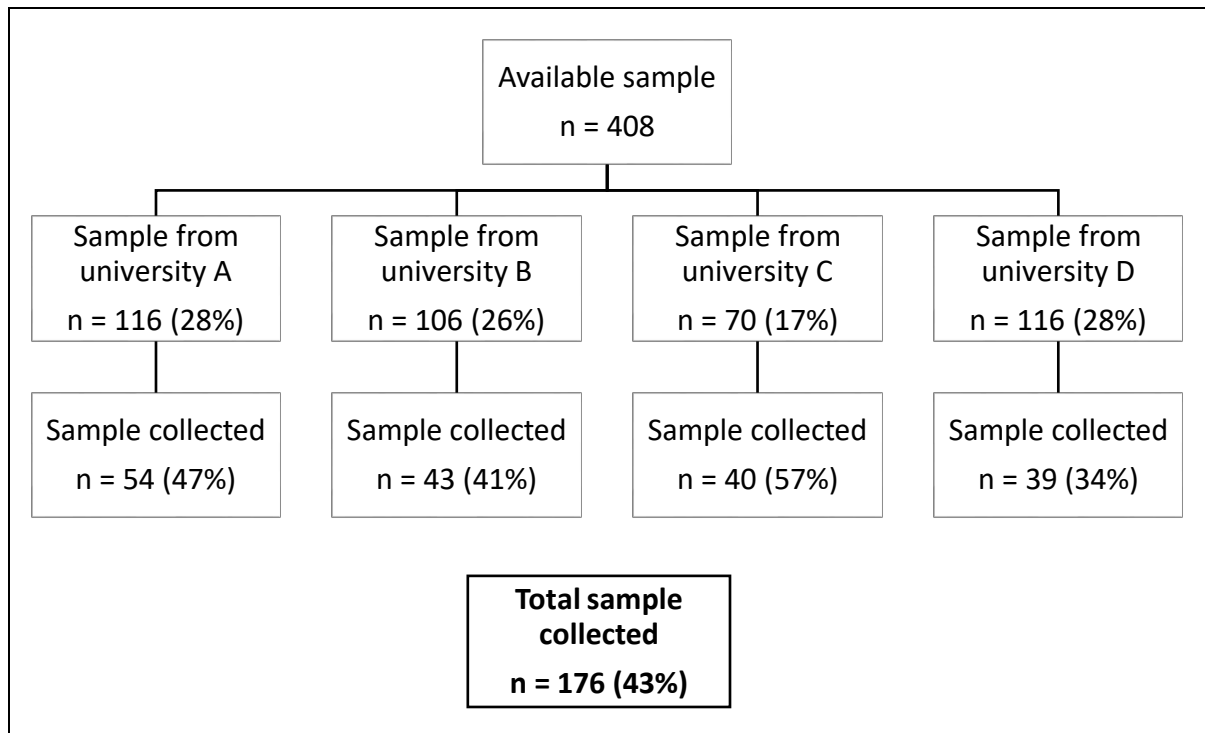 Available sample
n = 408
Sample from
university A
n = 116 (28%)
Sample from
university B
n = 106 (26%)
Sample from
university C
n = 70 (17%)
Sample from
university D
n = 116 (28%)
Sample collected
n = 54 (47%)
Sample collected
n = 43 (41%)
Sample collected
n = 40 (57%)
Sample collected
n = 39 (34%)
Total sample
collected
n = 176 (43%)